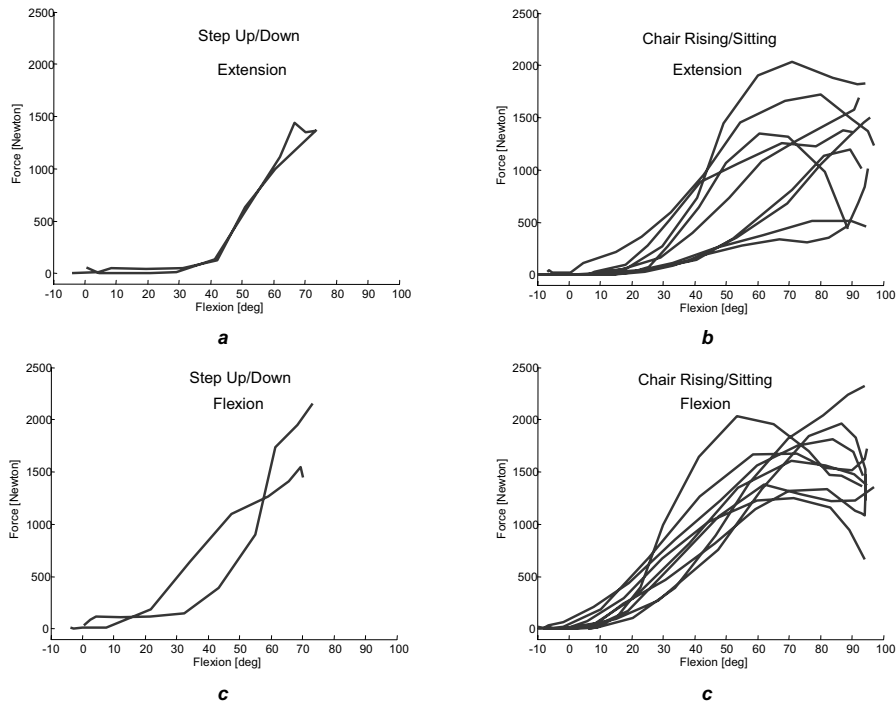 2500
2000
1500
1000
500
0
Force [Newton]
Step Up/Down
Extension
-10 0 10 20 30 40 50 60 70 80 90 100
Flexion [deg]
a
2500
2000
1500
1000
500
0
Force [Newton]
Chair Rising/Sitting
Extension
-10 0 10 20 30 40 50 60 70 80 90 100
Flexion [deg]
b
2500
2000
1500
1000
500
0
Force [Newton]
Step Up/Down
Flexion
-10 0 10 20 30 40 50 60 70 80 90 100
Flexion [deg]
c
2500
2000
1500
1000
500
0
Force [Newton]
Chair Rising/Sitting
Flexion
-10 0 10 20 30 40 50 60 70 80 90 100
Flexion [deg]
c